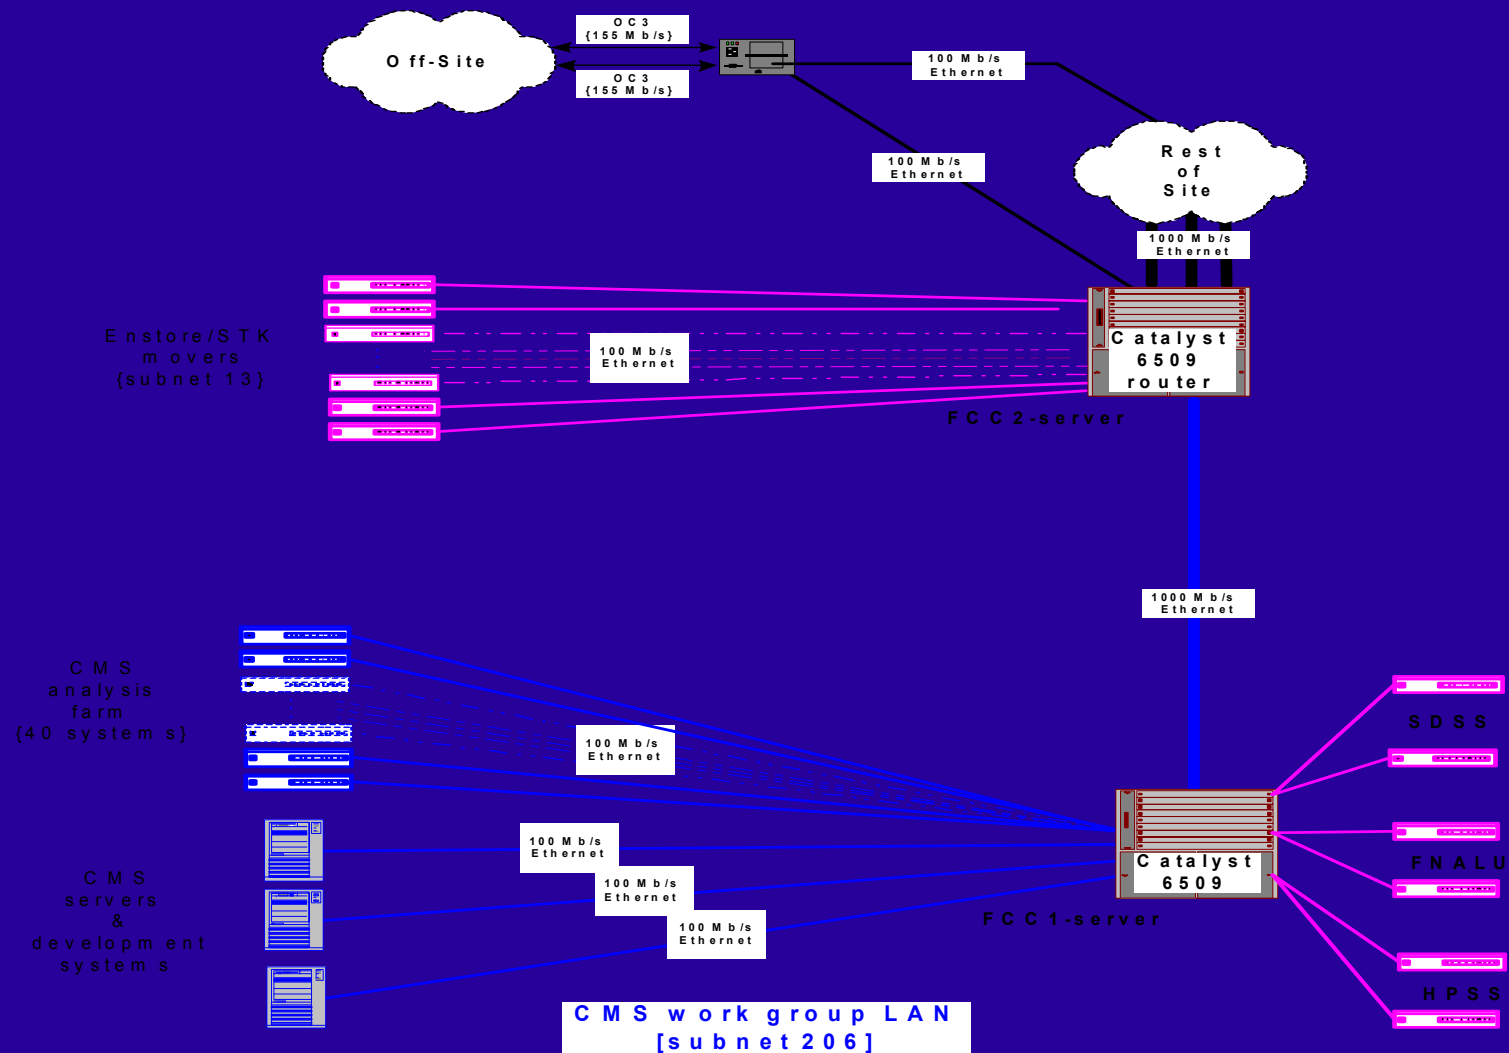 OC3
{155 Mb/s}
Off-Site
OC3
{155 Mb/s}
100 Mb/s
Ethernet
100 Mb/s
Ethernet
Rest
of
Site
1000 Mb/s
Ethernet
Enstore/STK
movers
{subnet 13}
100 Mb/s
Ethernet
Catalyst
6509
router
FCC2-server
1000 Mb/s
Ethernet
CMS
analysis
farm
{40 systems}
100 Mb/s
Ethernet
SDSS
100 Mb/s
Ethernet
Catalyst
6509
FNALU
CMS
servers
&
development
systems
100 Mb/s
Ethernet
100 Mb/s
Ethernet
FCC1-server
HPSS
CMS work group LAN
[subnet 206]